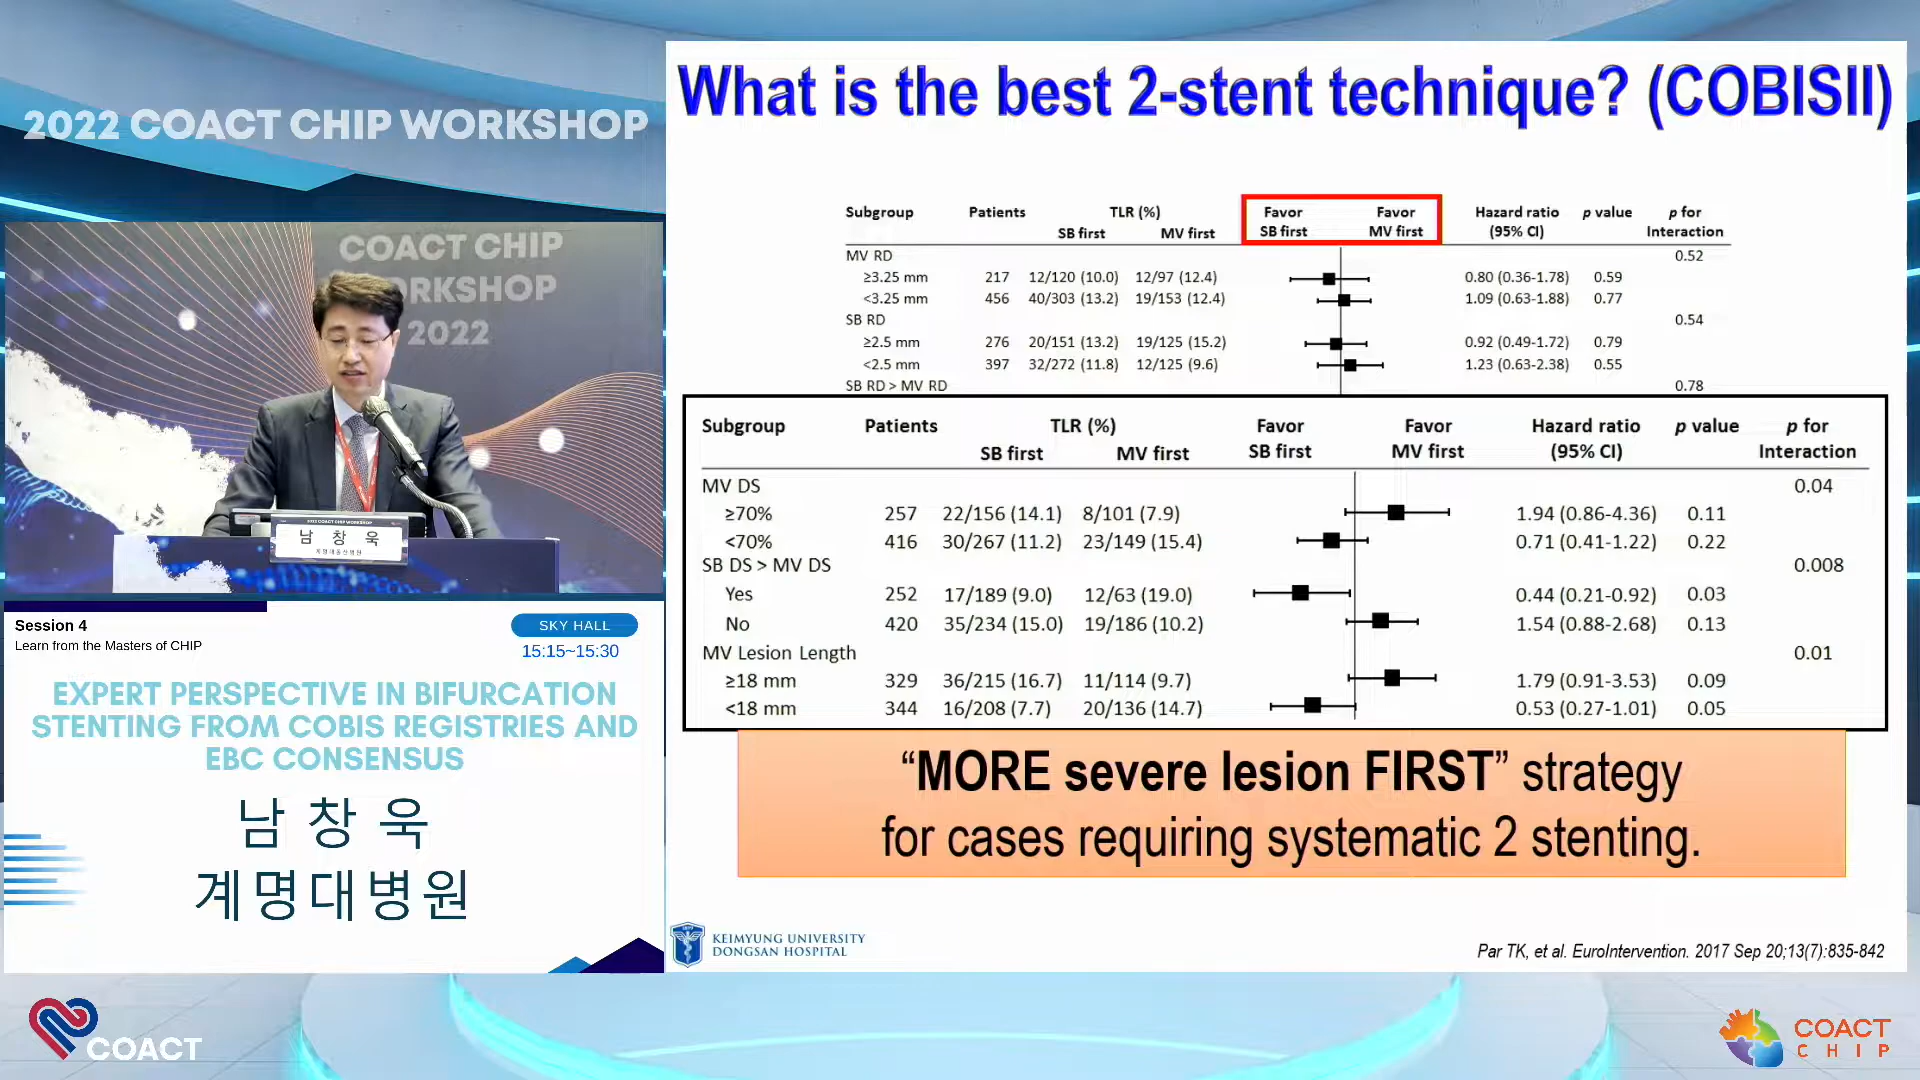 2022 COACT CHIP WORKSHOP
COACT CHIP
WORKSHOP
2022
2022 COACT CHIP WORKSHOP
남 창 욱
계명대동산병원
Session 4
Learn from the Masters of CHIP
SKY HALL
15:15~15:30
EXPERT PERSPECTIVE IN BIFURCATION
STENTING FROM COBIS REGISTRIES AND
EBC CONSENSUS
남 창 욱
계명대병원
COACT
What is the best 2-stent technique? (COBISII)
Subgroup Patients TLR (%) Favor Favor Hazard ratio p value p for
SB first MV first SB first MV first (95% CI) Interaction
MV RD 0.52
≥3.25 mm 217 12/120 (10.0) 12/97 (12.4) 0.80 (0.36-1.78) 0.59
<3.25 mm 456 40/303 (13.2) 19/153 (12.4) 1.09 (0.63-1.88) 0.77
SB RD 0.54
≥2.5 mm 276 20/151 (13.2) 19/125 (15.2) 0.92 (0.49-1.72) 0.79
<2.5 mm 397 32/272 (11.8) 12/125 (9.6) 1.23 (0.63-2.38) 0.55
SB RD > MV RD 0.78
Subgroup Patients TLR (%) Favor Favor Hazard ratio p value p for
SB first MV first SB first MV first (95% CI) Interaction
MV DS 0.04
≥70% 257 22/156 (14.1) 8/101 (7.9) 1.94 (0.86-4.36) 0.11
<70% 416 30/267 (11.2) 23/149 (15.4) 0.71 (0.41-1.22) 0.22
SB DS > MV DS 0.008
Yes 252 17/189 (9.0) 12/63 (19.0) 0.44 (0.21-0.92) 0.03
No 420 35/234 (15.0) 19/186 (10.2) 1.54 (0.88-2.68) 0.13
MV Lesion Length 0.01
≥18 mm 329 36/215 (16.7) 11/114 (9.7) 1.79 (0.91-3.53) 0.09
<18 mm 344 16/208 (7.7) 20/136 (14.7) 0.53 (0.27-1.01) 0.05
“MORE severe lesion FIRST” strategy
for cases requiring systematic 2 stenting.
KEIMYUNG UNIVERSITY
DONGSAN HOSPITAL
Par TK, et al. EuroIntervention. 2017 Sep 20;13(7):835-842
COACT
CHIP